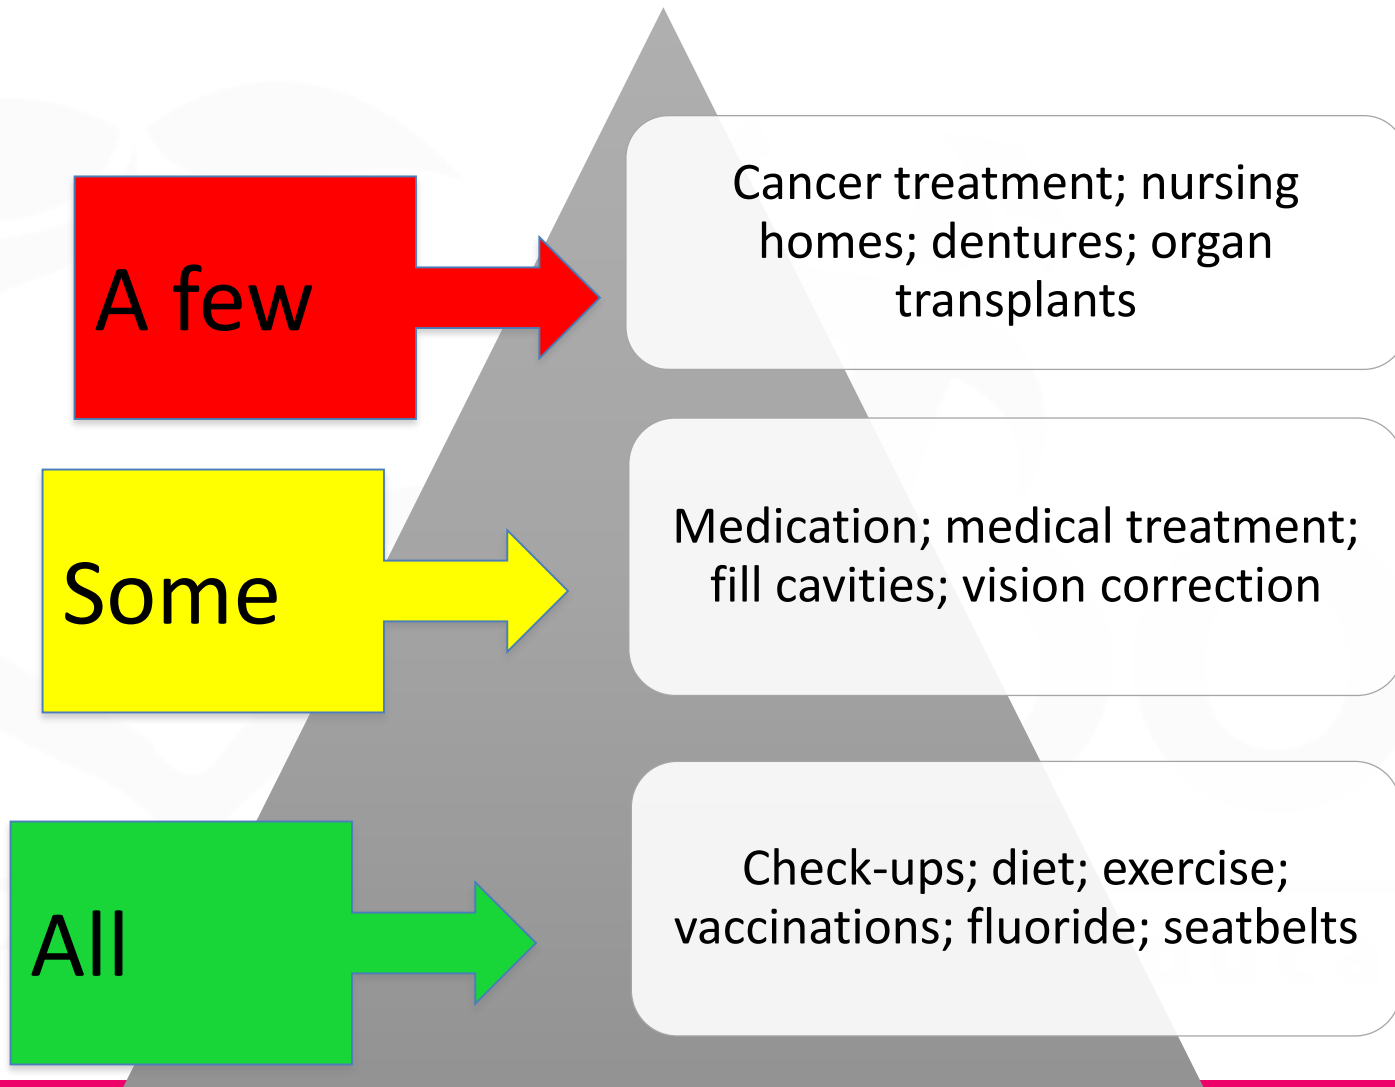 A few
Cancer treatment; nursing
homes; dentures; organ
transplants
Some
Medication; medical treatment;
fill cavities; vision correction
All
Check-ups; diet; exercise;
vaccinations; fluoride; seatbelts